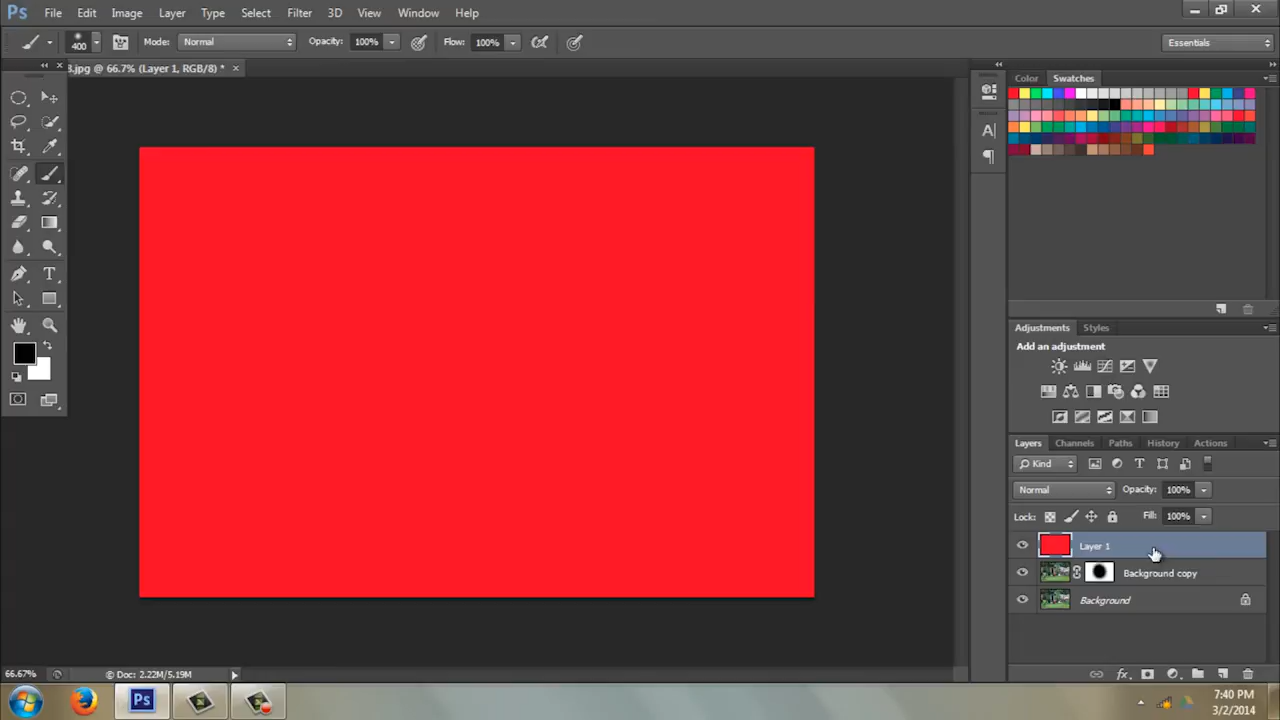 Ps File Edit Image Layer Type Select Filter 3D View Window Help
400 Mode: Normal Opacity: 100% Flow: 100% Essentials
3.jpg @ 66.7% (Layer 1, RGB/8) * ×
Color Swatches
Adjustments Styles
Add an adjustment
Layers Channels Paths History Actions
Kind
Normal Opacity: 100%
Lock: Fill: 100%
Layer 1
Background copy
Background
66.67% Doc: 2.22M/5.19M
Ps
7:40 PM
3/2/2014